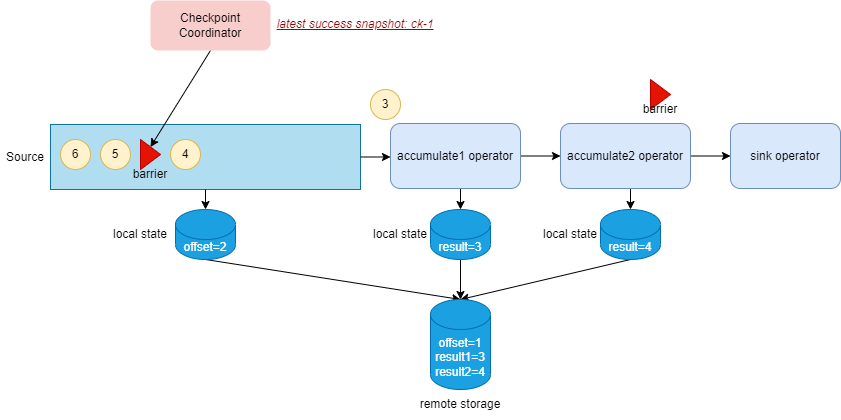 Checkpoint
Coordinator
latest success snapshot: ck-1
3
barrier
Source
6
5
4
barrier
accumulate1 operator
accumulate2 operator
sink operator
local state
offset=2
local state
result=3
local state
result=4
offset=1
result1=3
result2=4
remote storage